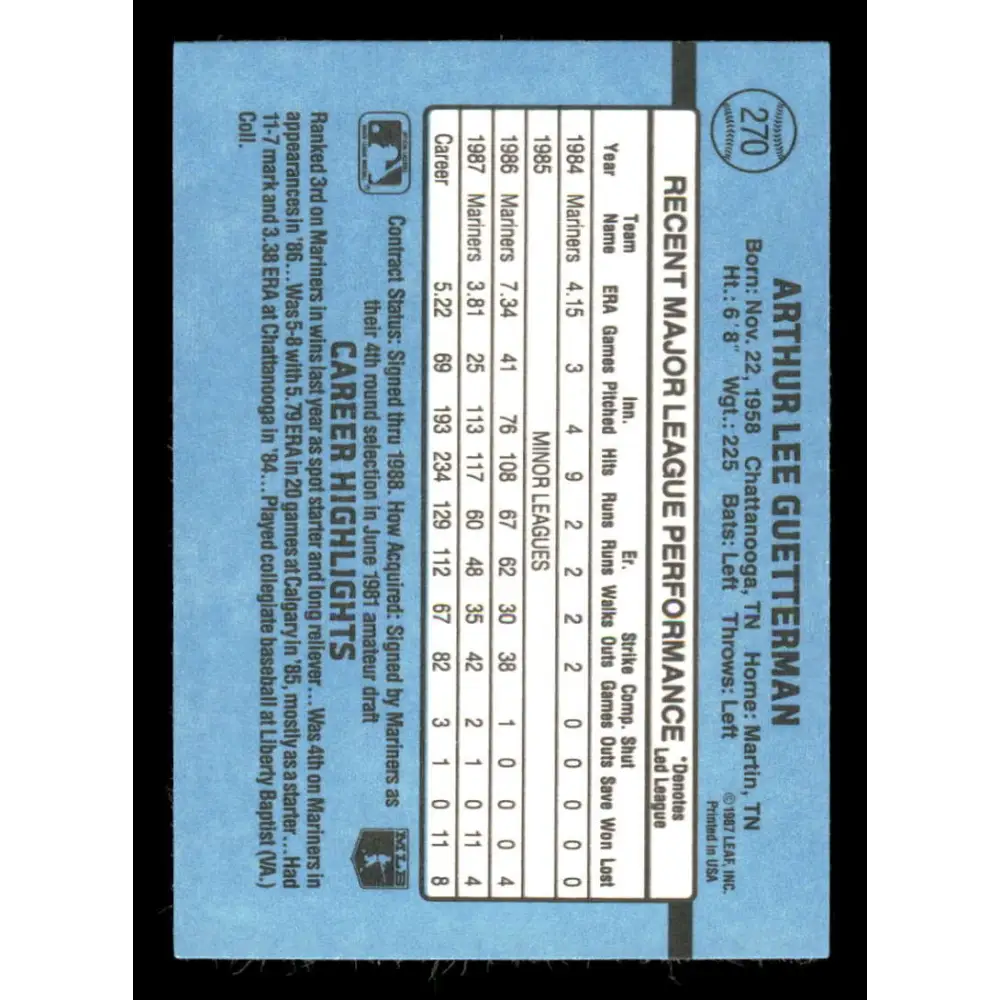 270
ARTHUR LEE GUETTERMAN
Born: Nov. 22, 1958 Chattanooga, TN Home: Martin, TN
Ht.: 6'8" Wgt.: 225 Bats: Left Throws: Left
© 1987 LEAF, INC.
Printed in USA
RECENT MAJOR LEAGUE PERFORMANCE *Denotes
Led League
Team Inn. Er. Strike Comp. Shut
Year Name ERA Games Pitched Hits Runs Runs Walks Outs Games Outs Save Won Lost
1984 Mariners 4.15 3 4 9 2 2 2 2 0 0 0 0 0
1985 MINOR LEAGUES
1986 Mariners 7.34 41 76 108 67 62 30 38 1 0 0 0 4
1987 Mariners 3.81 25 113 117 60 48 35 42 2 1 0 11 4
Career 5.22 69 193 234 129 112 67 82 3 1 0 11 8
Contract Status: Signed thru 1988. How Acquired: Signed by Mariners as
their 4th round selection in June 1981 amateur draft
MLB
CAREER HIGHLIGHTS
Ranked 3rd on Mariners in wins last year as spot starter and long reliever... Was 4th on Mariners in
appearances in '86... Was 5-8 with 5.79 ERA in 20 games at Calgary in '85, mostly as a starter... Had
11-7 mark and 3.38 ERA at Chattanooga in '84... Played collegiate baseball at Liberty Baptist (VA.)
Coll.